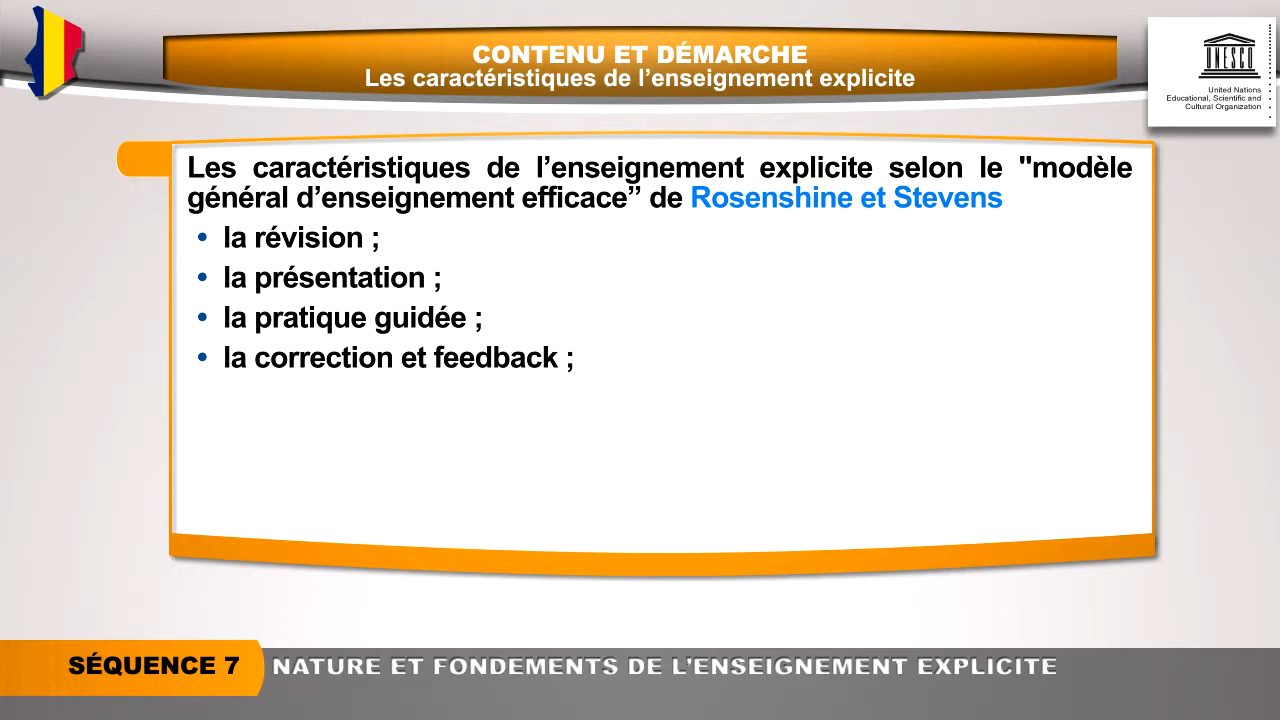 CONTENU ET DÉMARCHE
Les caractéristiques de l’enseignement explicite
UNESCO
United Nations
Educational, Scientific and
Cultural Organization
Les caractéristiques de l’enseignement explicite selon le "modèle
général d’enseignement efficace” de Rosenshine et Stevens
• la révision ;
• la présentation ;
• la pratique guidée ;
• la correction et feedback ;
SÉQUENCE 7
NATURE ET FONDEMENTS DE L'ENSEIGNEMENT EXPLICITE